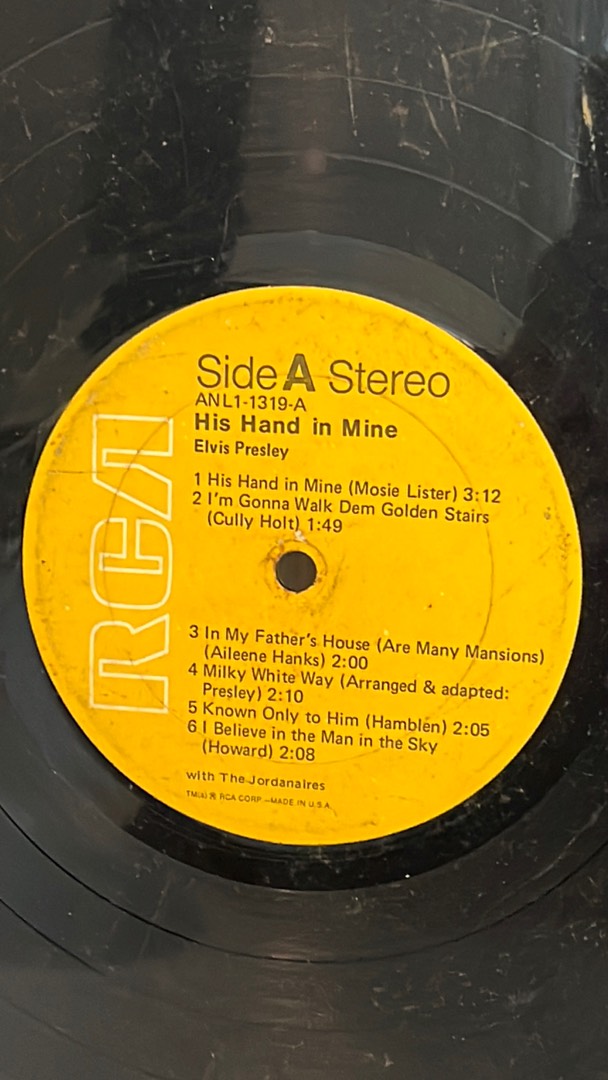 Side A Stereo
ANL1-1319-A
His Hand in Mine
Elvis Presley
1 His Hand in Mine (Mosie Lister) 3:12
2 I'm Gonna Walk Dem Golden Stairs
(Cully Holt) 1:49
RCA
3 In My Father's House (Are Many Mansions)
(Aileene Hanks) 2:00
4 Milky White Way (Arranged & adapted:
Presley) 2:10
5 Known Only to Him (Hamblen) 2:05
6 I Believe in the Man in the Sky
(Howard) 2:08
with The Jordanaires
TM(s) ® RCA CORP.—MADE IN U.S.A.